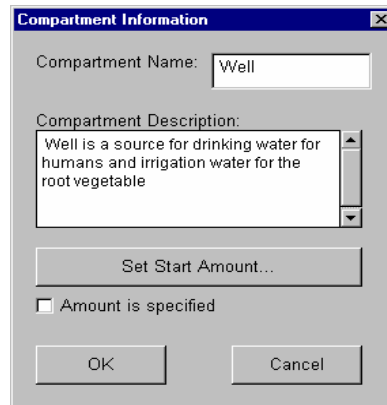 Compartment Information
Compartment Name: Well
Compartment Description:
Well is a source for drinking water for
humans and irrigation water for the
root vegetable
Set Start Amount...
Amount is specified
OK Cancel